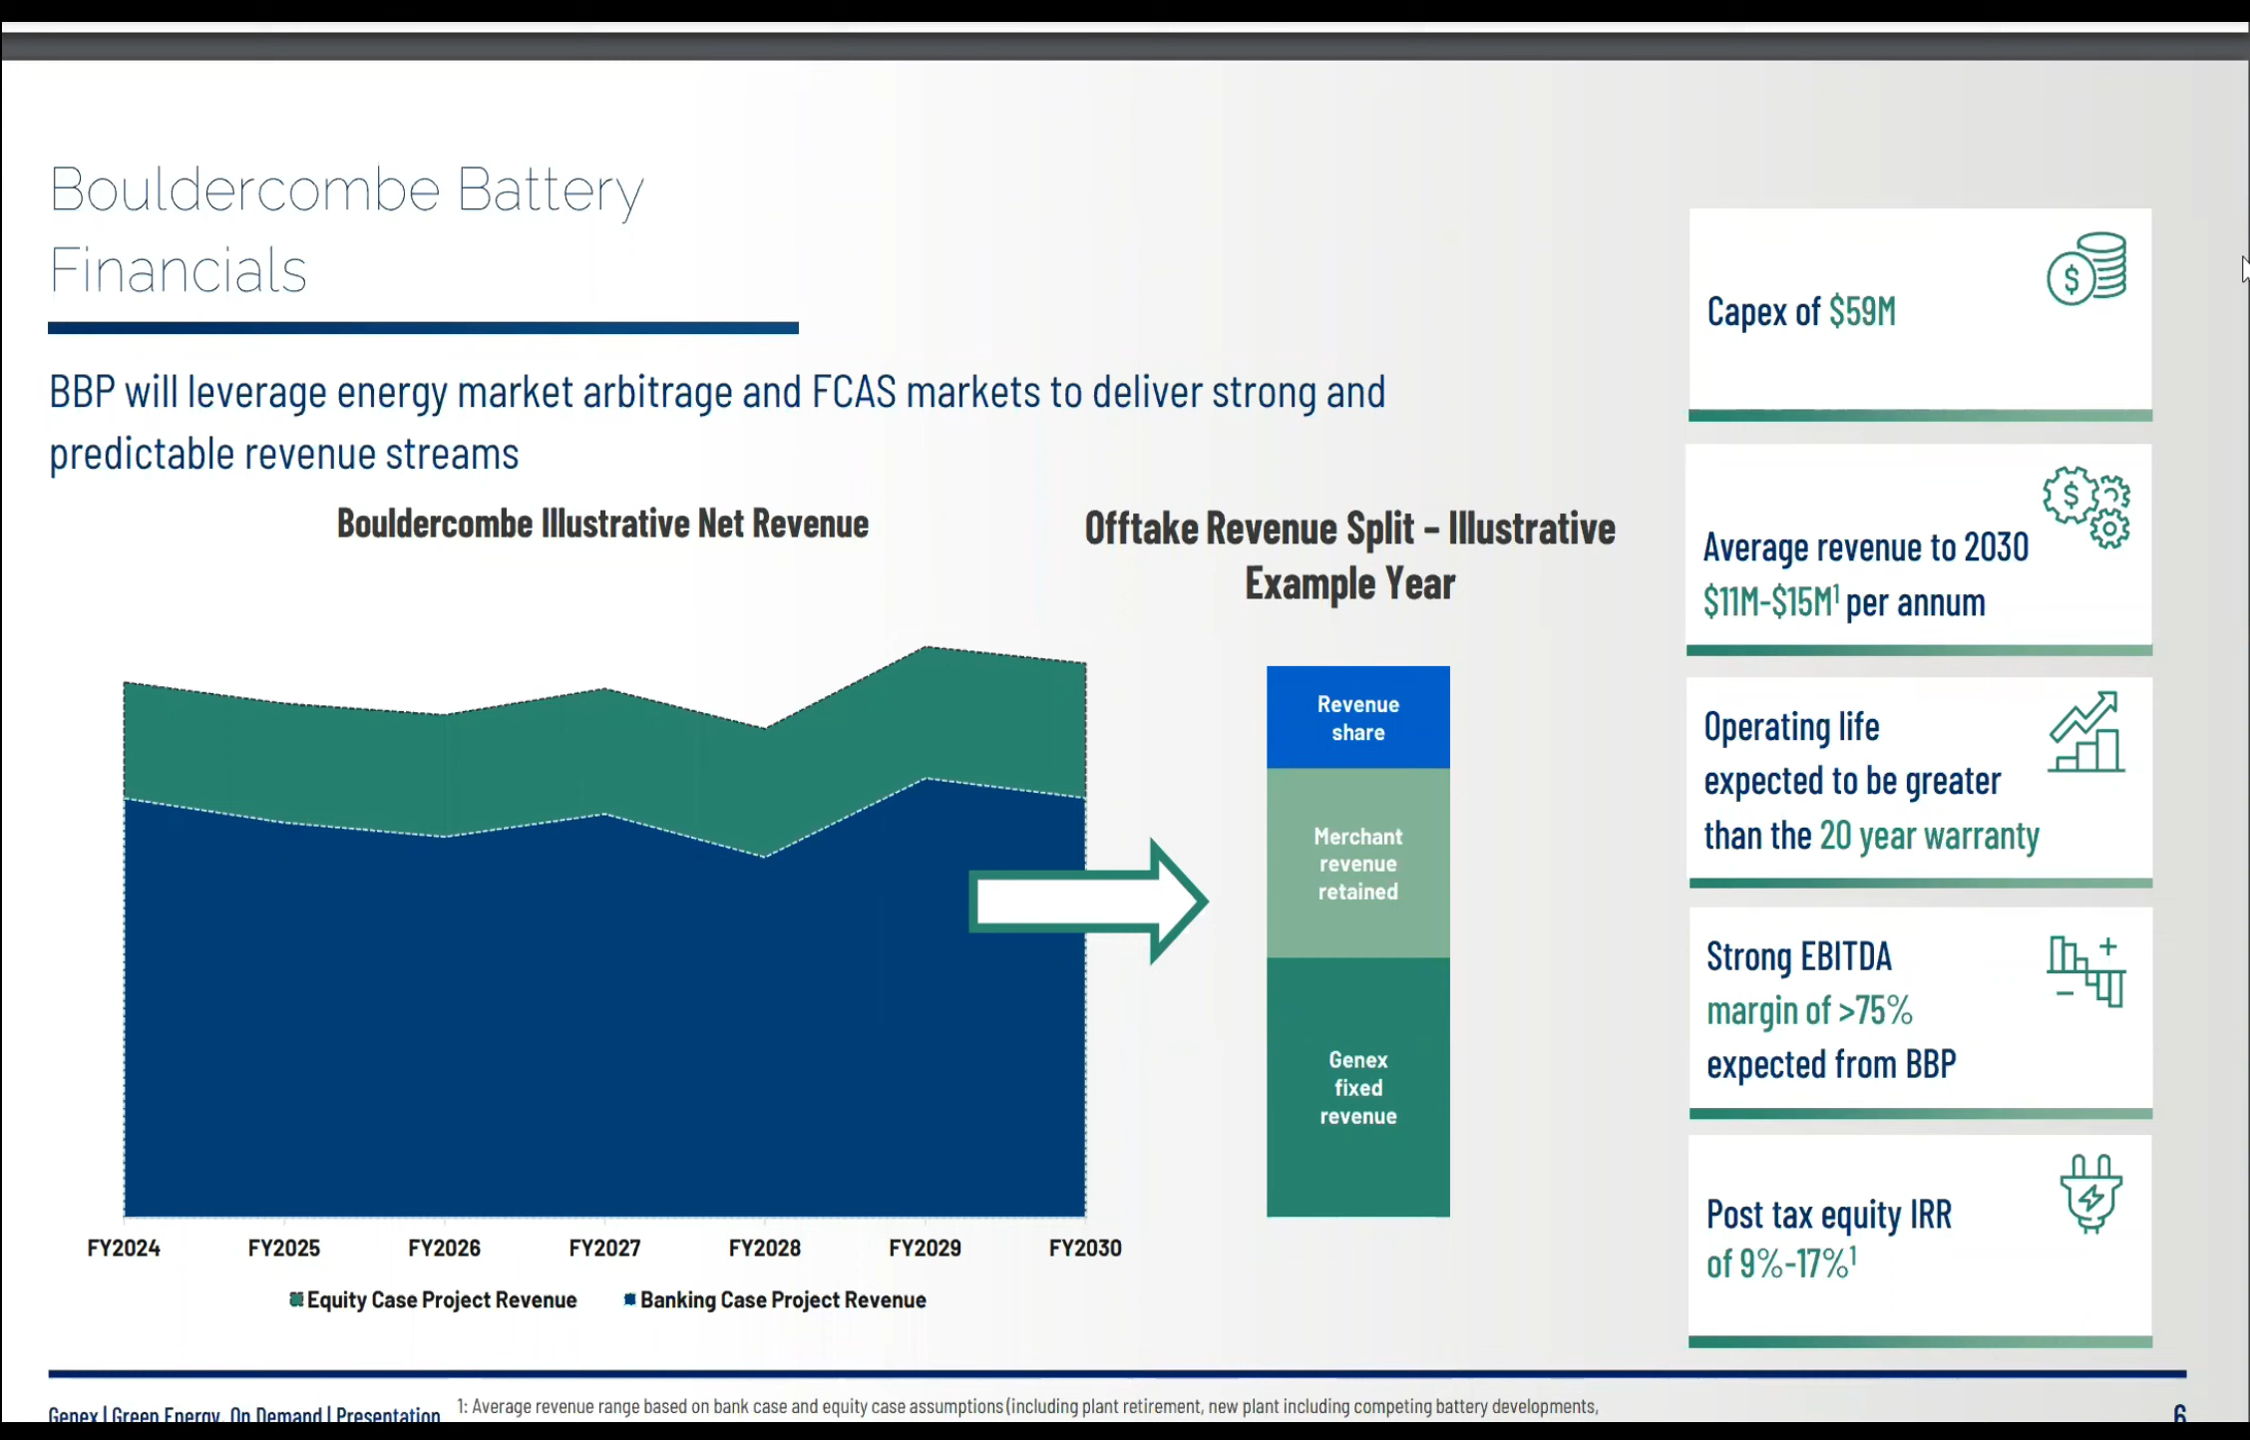 Bouldercombe Battery
Financials
BBP will leverage energy market arbitrage and FCAS markets to deliver strong and
predictable revenue streams
Bouldercombe Illustrative Net Revenue
FY2024 FY2025 FY2026 FY2027 FY2028 FY2029 FY2030
Equity Case Project Revenue Banking Case Project Revenue
Offtake Revenue Split – Illustrative
Example Year
Revenue
share
Merchant
revenue
retained
Genex
fixed
revenue
Capex of $59M
$
Average revenue to 2030
$11M-$15M¹ per annum
$
Operating life
expected to be greater
than the 20 year warranty
Strong EBITDA
margin of >75%
expected from BBP
Post tax equity IRR
of 9%-17%¹
Genex | Green Energy, On Demand | Presentation
1: Average revenue range based on bank case and equity case assumptions (including plant retirement, new plant including competing battery developments,
6